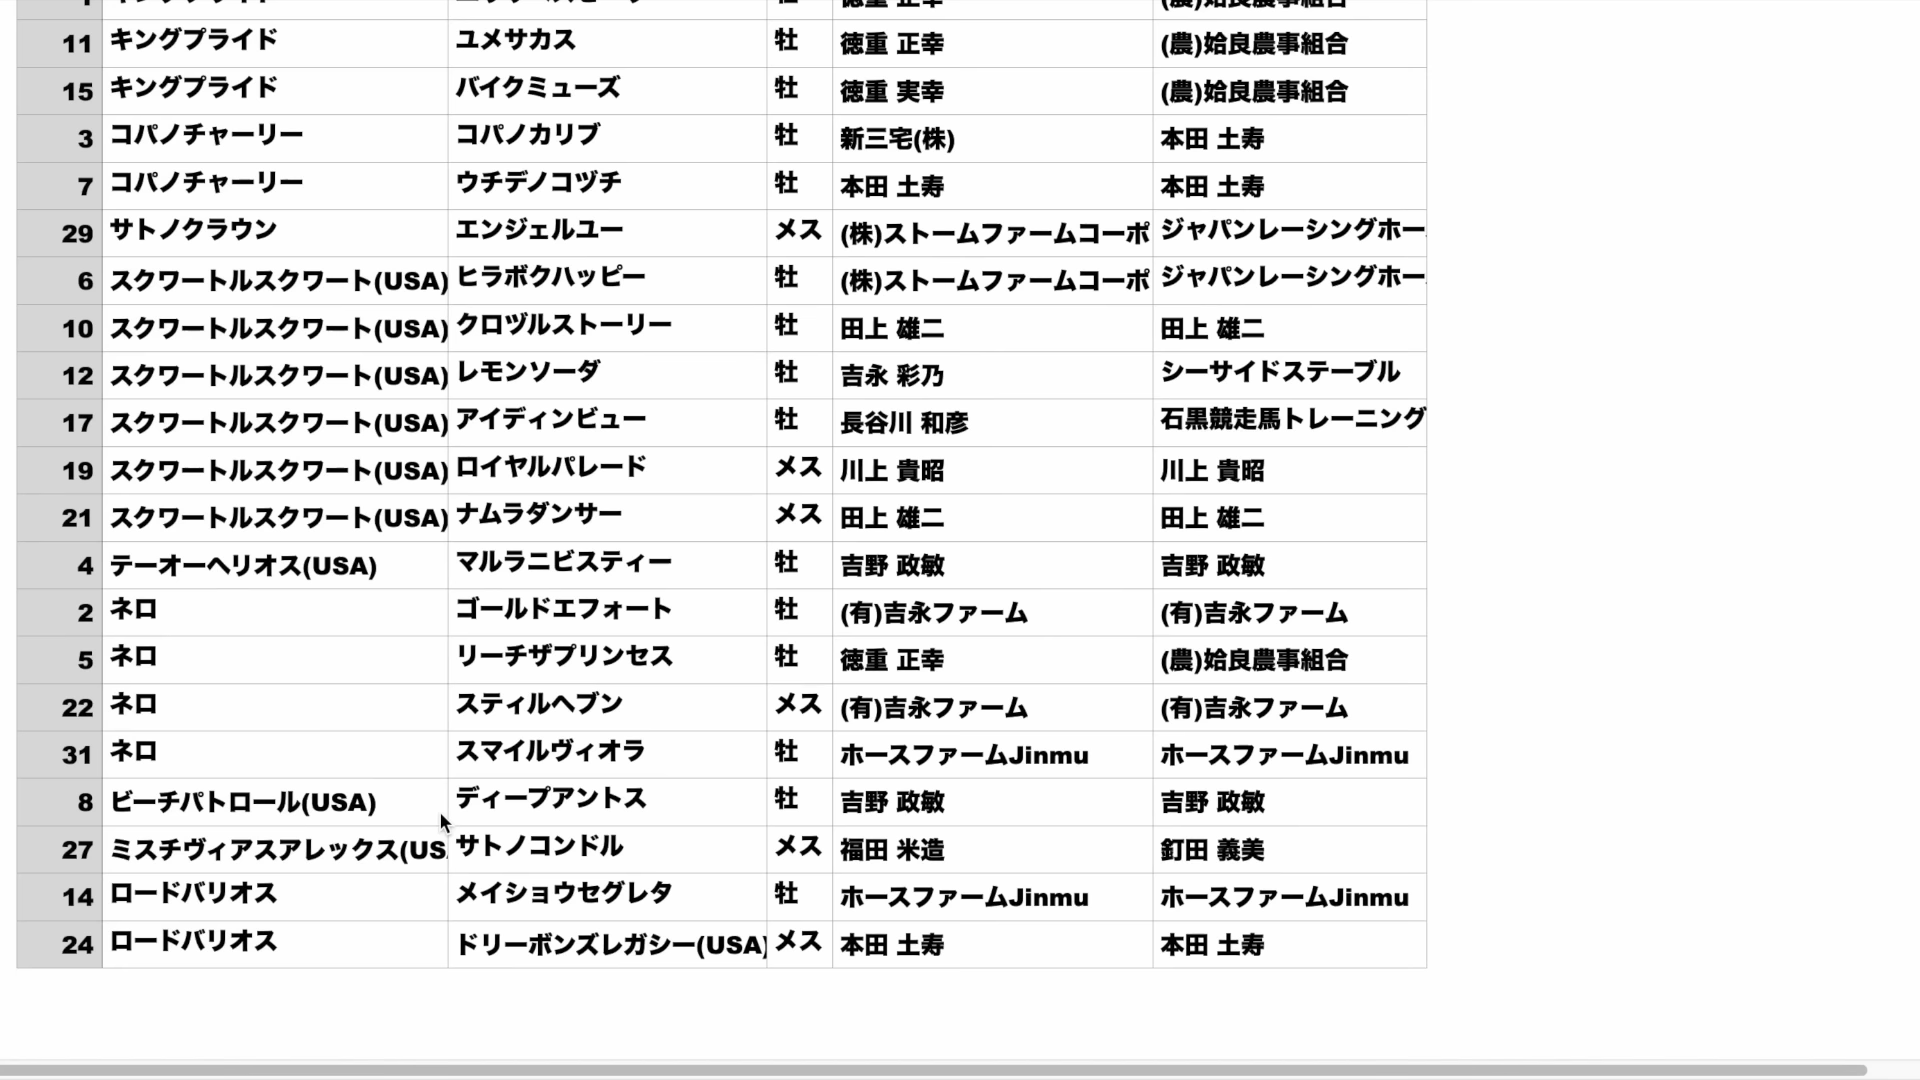 11 キングプライド ユメサカス 牡 徳重 正幸 (農)姶良農事組合
15 キングプライド バイクミューズ 牡 徳重 実幸 (農)姶良農事組合
3 コパノチャーリー コパノカリブ 牡 新三宅(株) 本田 土寿
7 コパノチャーリー ウチデノコヅチ 牡 本田 土寿 本田 土寿
29 サトノクラウン エンジェルユー メス (株)ストームファームコーポ ジャパンレーシングホー
6 スクワートルスクワート(USA) ヒラボクハッピー 牡 (株)ストームファームコーポ ジャパンレーシングホー
10 スクワートルスクワート(USA) クロヅルストーリー 牡 田上 雄二 田上 雄二
12 スクワートルスクワート(USA) レモンソーダ 牡 吉永 彩乃 シーサイドステーブル
17 スクワートルスクワート(USA) アイディンビュー 牡 長谷川 和彦 石黒競走馬トレーニング
19 スクワートルスクワート(USA) ロイヤルパレード メス 川上 貴昭 川上 貴昭
21 スクワートルスクワート(USA) ナムラダンサー メス 田上 雄二 田上 雄二
4 テーオーヘリオス(USA) マルラニビスティー 牡 吉野 政敏 吉野 政敏
2 ネロ ゴールドエフォート 牡 (有)吉永ファーム (有)吉永ファーム
5 ネロ リーチザプリンセス 牡 徳重 正幸 (農)姶良農事組合
22 ネロ スティルヘブン メス (有)吉永ファーム (有)吉永ファーム
31 ネロ スマイルヴィオラ 牡 ホースファームJinmu ホースファームJinmu
8 ビーチパトロール(USA) ディープアントス 牡 吉野 政敏 吉野 政敏
27 ミスチヴィアスアレックス(US サトノコンドル メス 福田 米造 釘田 義美
14 ロードバリオス メイショウセグレタ 牡 ホースファームJinmu ホースファームJinmu
24 ロードバリオス ドリーボンズレガシー(USA) メス 本田 土寿 本田 土寿